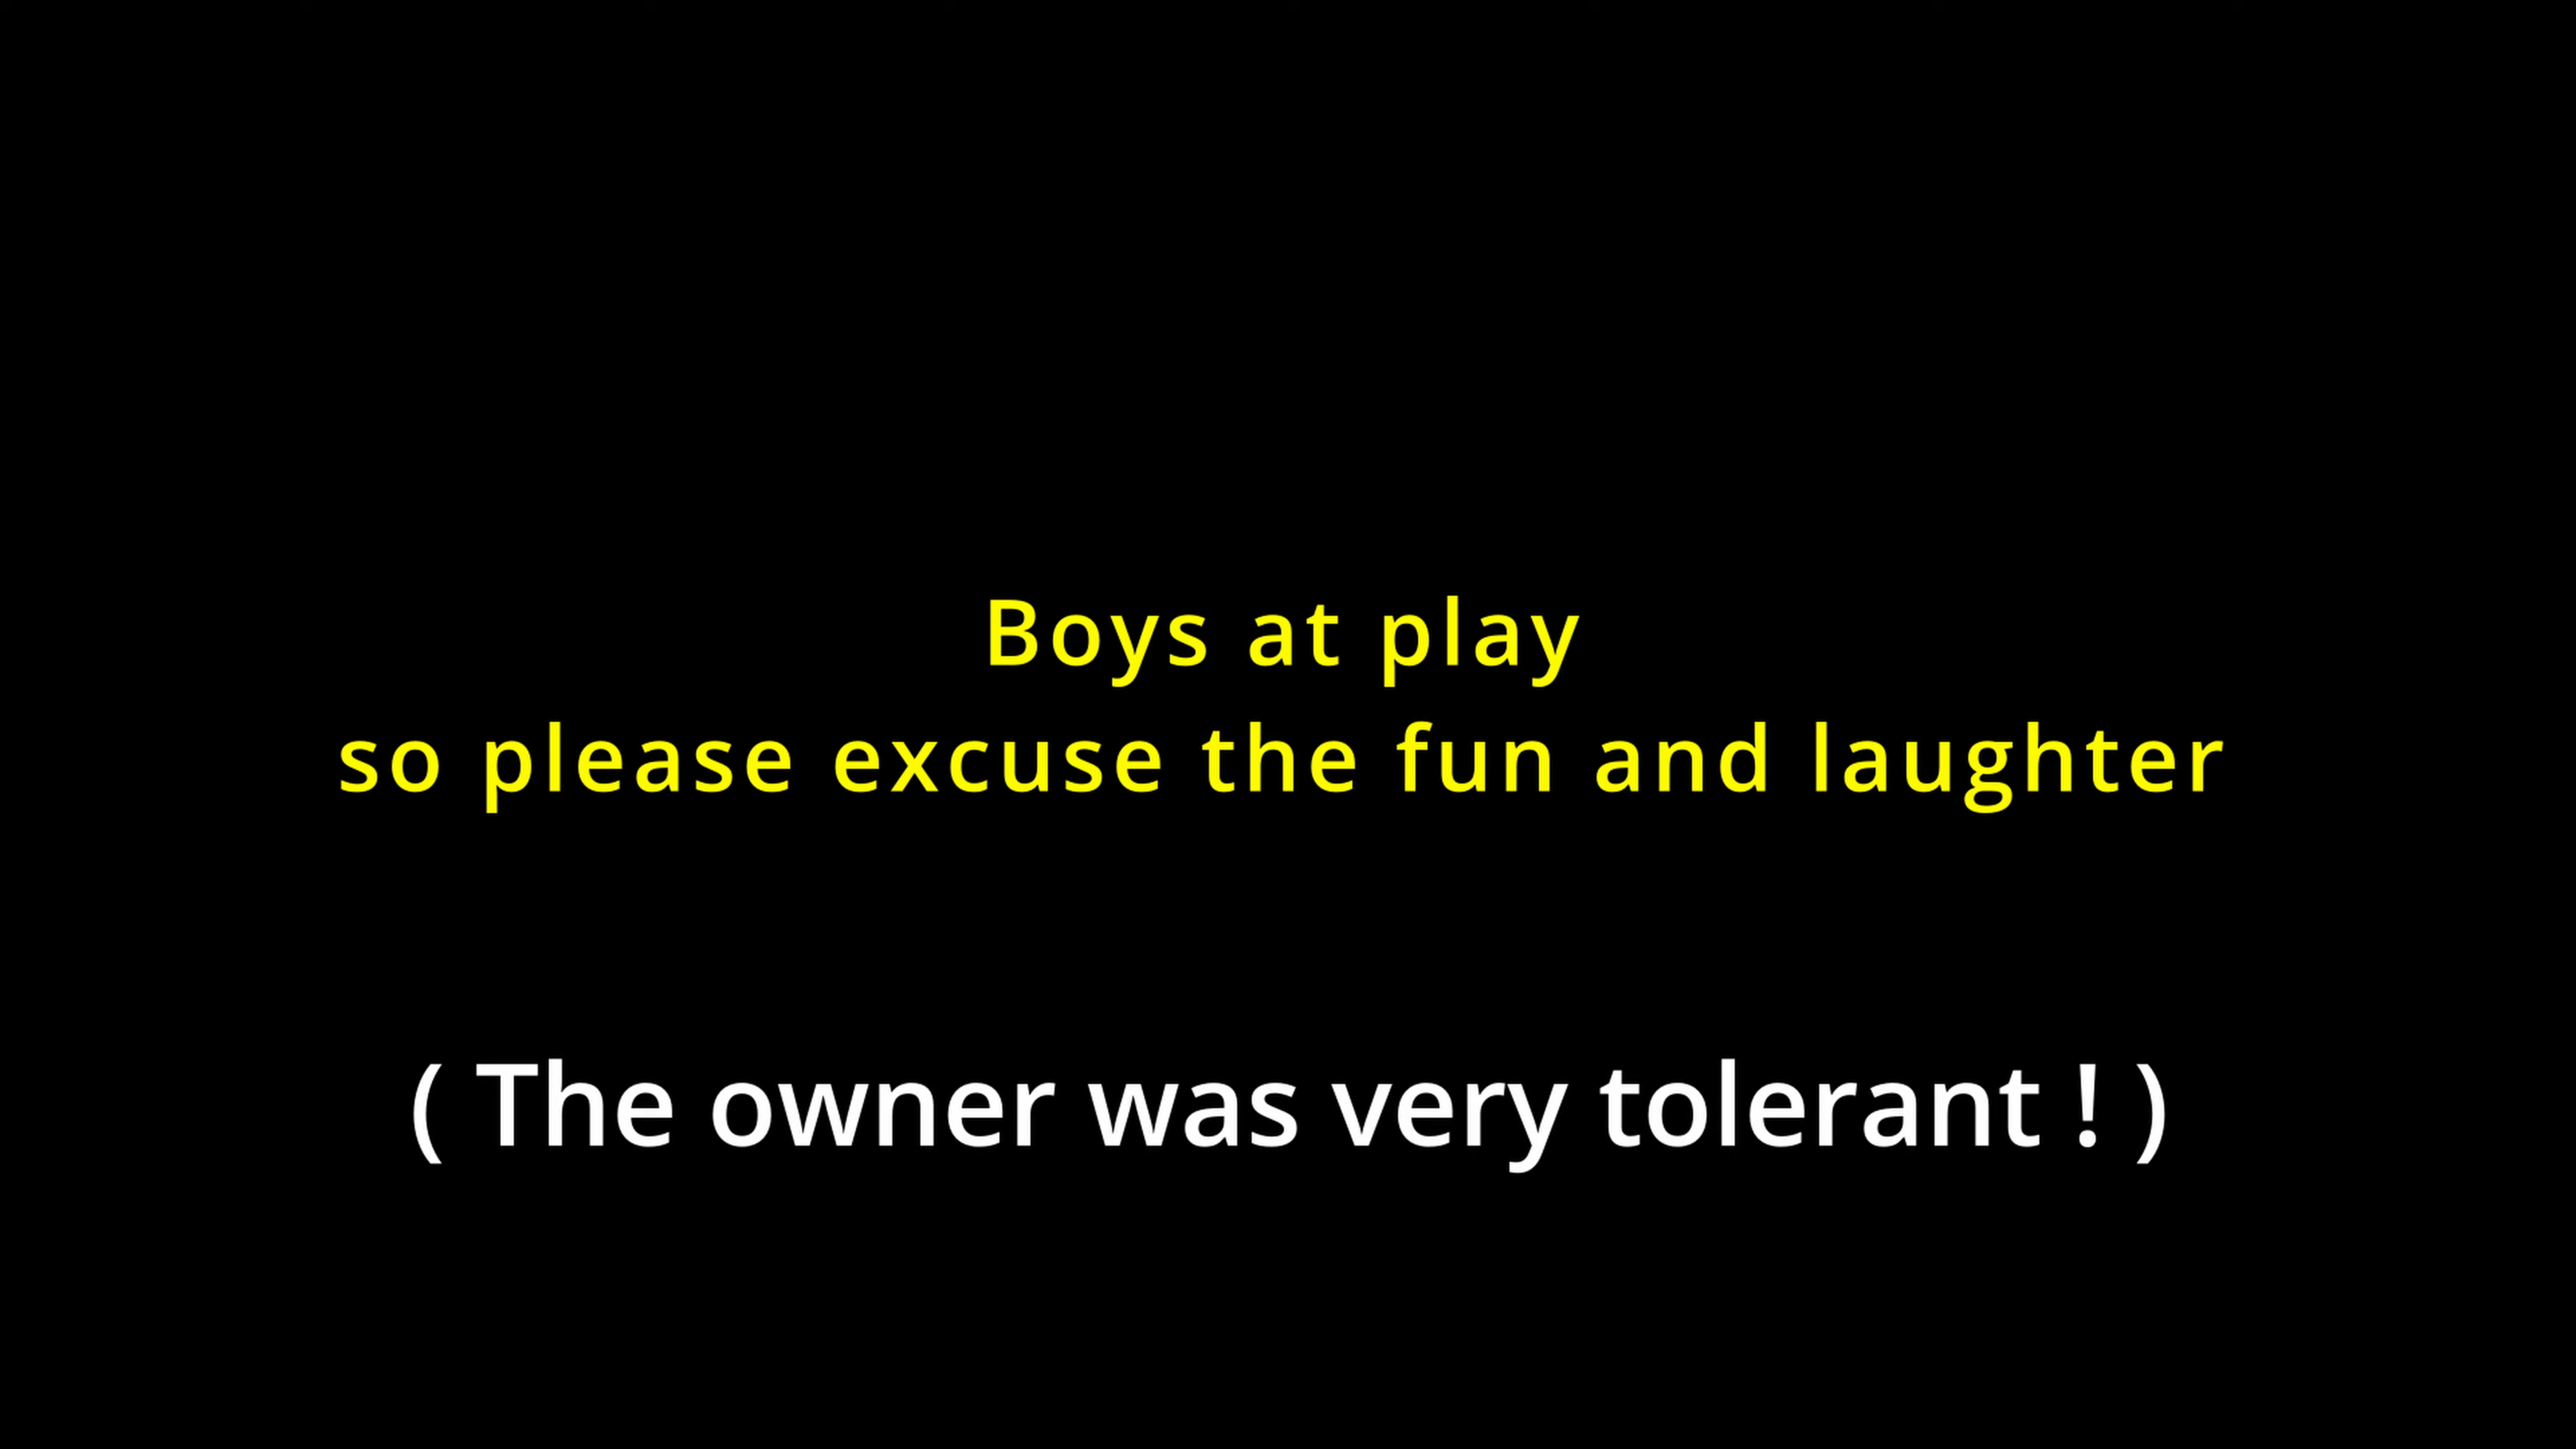 Boys at play
so please excuse the fun and laughter
( The owner was very tolerant ! )